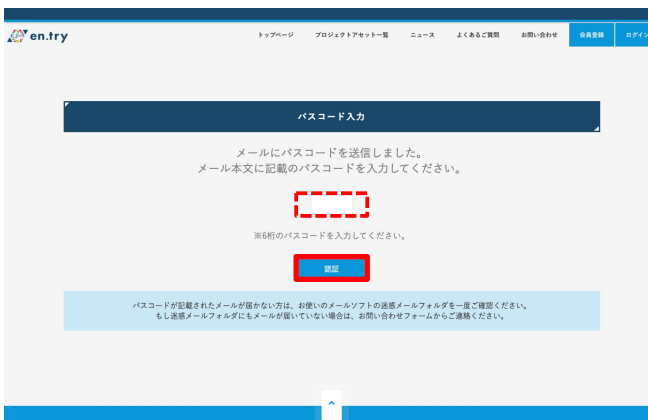 en.try
トップページ プロジェクトアセット一覧 ニュース よくあるご質問 お問い合わせ 会員登録 ログイン
パスコード入力
メールにパスコードを送信しました。
メール本文に記載のパスコードを入力してください。
※6桁のパスコードを入力してください。
認証
パスコードが記載されたメールが届かない方は、お使いのメールソフトの迷惑メールフォルダを一度ご確認ください。
もし迷惑メールフォルダにもメールが届いていない場合は、お問い合わせフォームからご連絡ください。